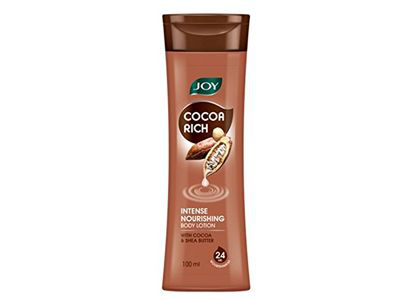 JOY
COCOA
RICH
INTENSE
NOURISHING
BODY LOTION
WITH COCOA
& SHEA BUTTER
100 ml
24